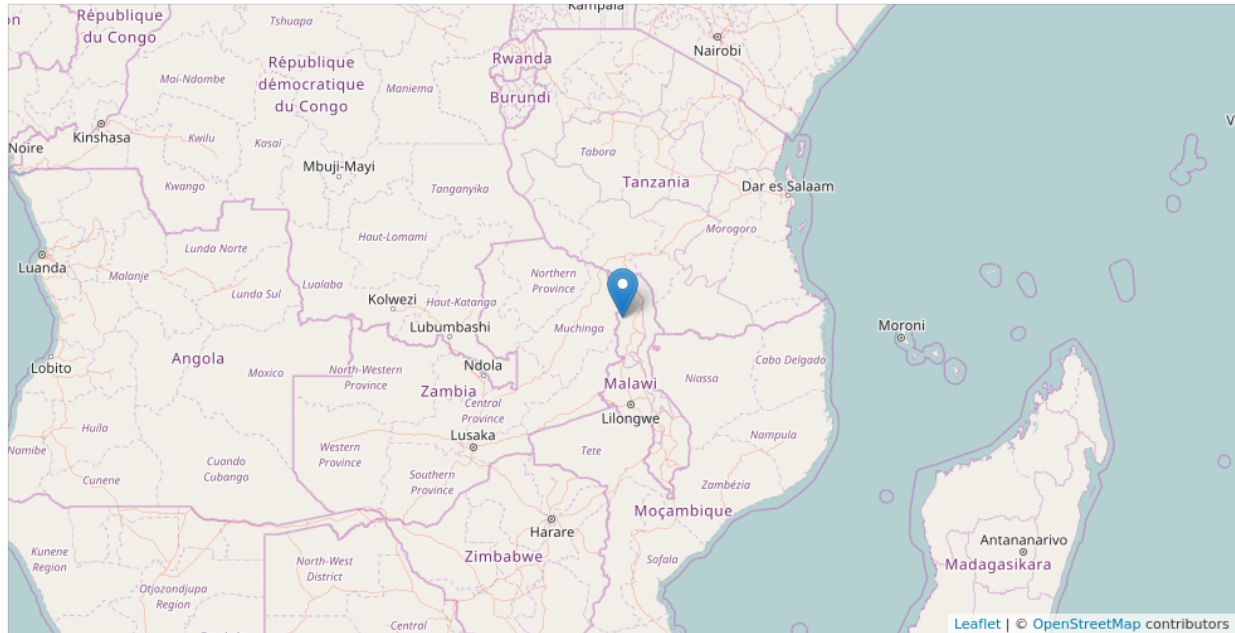 Kampala
Tshuapa
République
du Congo
on
Nairobi
Rwanda
République
démocratique
du Congo
Mai-Ndombe
Maniema
Burundi
Kinshasa
V
Noire
Kwilu
Kasaï
Mbuji-Mayi
Tabora
Kwango
Tanganyika
Tanzania
Dar es Salaam
Morogoro
Haut-Lomami
Lunda Norte
Luanda
Malanje
Lunda Sul
Lualaba
Northern
Province
Kolwezi
Haut-Katanga
Lubumbashi
Muchinga
Moroni
Lobito
Angola
Moxico
North-Western
Province
Ndola
Zambia
Cabo Delgado
Niassa
Malawi
Central
Province
Lilongwe
Huíla
Namibe
Cunene
Cuando
Cubango
Western
Province
Lusaka
Southern
Province
Tete
Nampula
Zambézia
Moçambique
Harare
Zimbabwe
Sofala
Antananarivo
Madagasikara
Kunene
Region
Otjozondjupa
Region
North-West
District
Leaflet | © OpenStreetMap contributors